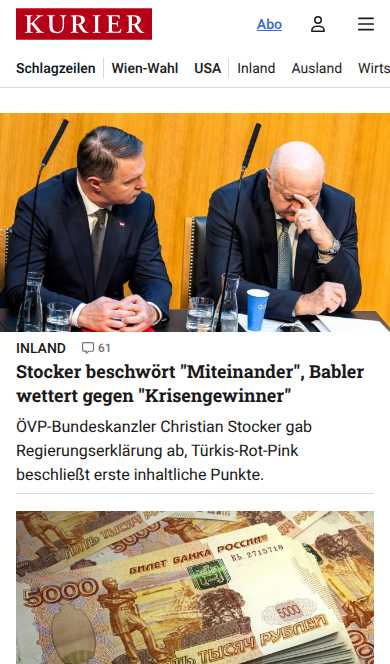 KURIER
Abo
Schlagzeilen Wien-Wahl USA Inland Ausland Wirts
INLAND 61
Stocker beschwört "Miteinander", Babler
wettert gegen "Krisengewinner"
ÖVP-Bundeskanzler Christian Stocker gab
Regierungserklärung ab, Türkis-Rot-Pink
beschließt erste inhaltliche Punkte.
БИЛЕТ БАНКА РОССИИ
5000
5000
ПЯТЬ ТЫСЯЧ РУБЛЕЙ